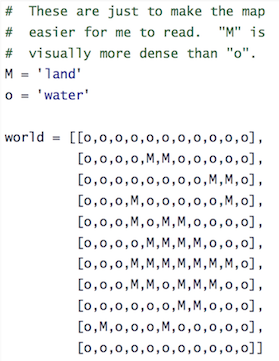 #  These are just to make the map
#  easier for me to read.  "M" is
#  visually more dense than "o".
M = 'land'
o = 'water'

world = [[o,o,o,o,o,o,o,o,o,o,o],
         [o,o,o,o,M,M,o,o,o,o,o],
         [o,o,o,o,o,o,o,o,M,M,o],
         [o,o,o,M,o,o,o,o,o,M,o],
         [o,o,o,M,o,M,M,o,o,o,o],
         [o,o,o,o,M,M,M,M,o,o,o],
         [o,o,o,M,M,M,M,M,M,M,o],
         [o,o,o,M,M,o,M,M,M,o,o],
         [o,o,o,o,o,o,M,M,o,o,o],
         [o,M,o,o,o,M,o,o,o,o,o],
         [o,o,o,o,o,o,o,o,o,o,o]]